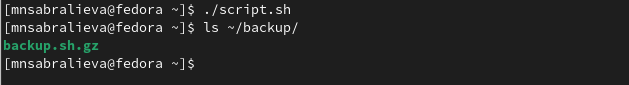 [mnsabralieva@fedora ~]$ ./script.sh
[mnsabralieva@fedora ~]$ ls ~/backup/
backup.sh.gz
[mnsabralieva@fedora ~]$